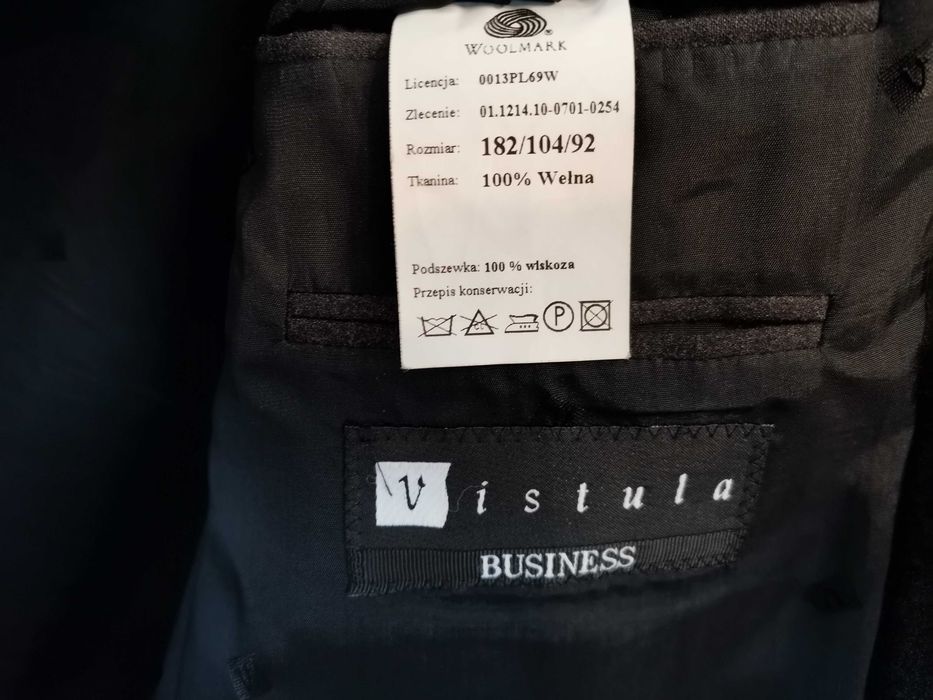 WOOLMARK
Licencja: 0013PL69W
Zlecenie: 01.1214.10-0701-0254
Rozmiar: 182/104/92
Tkanina: 100% Wełna
Podszewka: 100 % wiskoza
Przepis konserwacji:
P
Vistula
BUSINESS